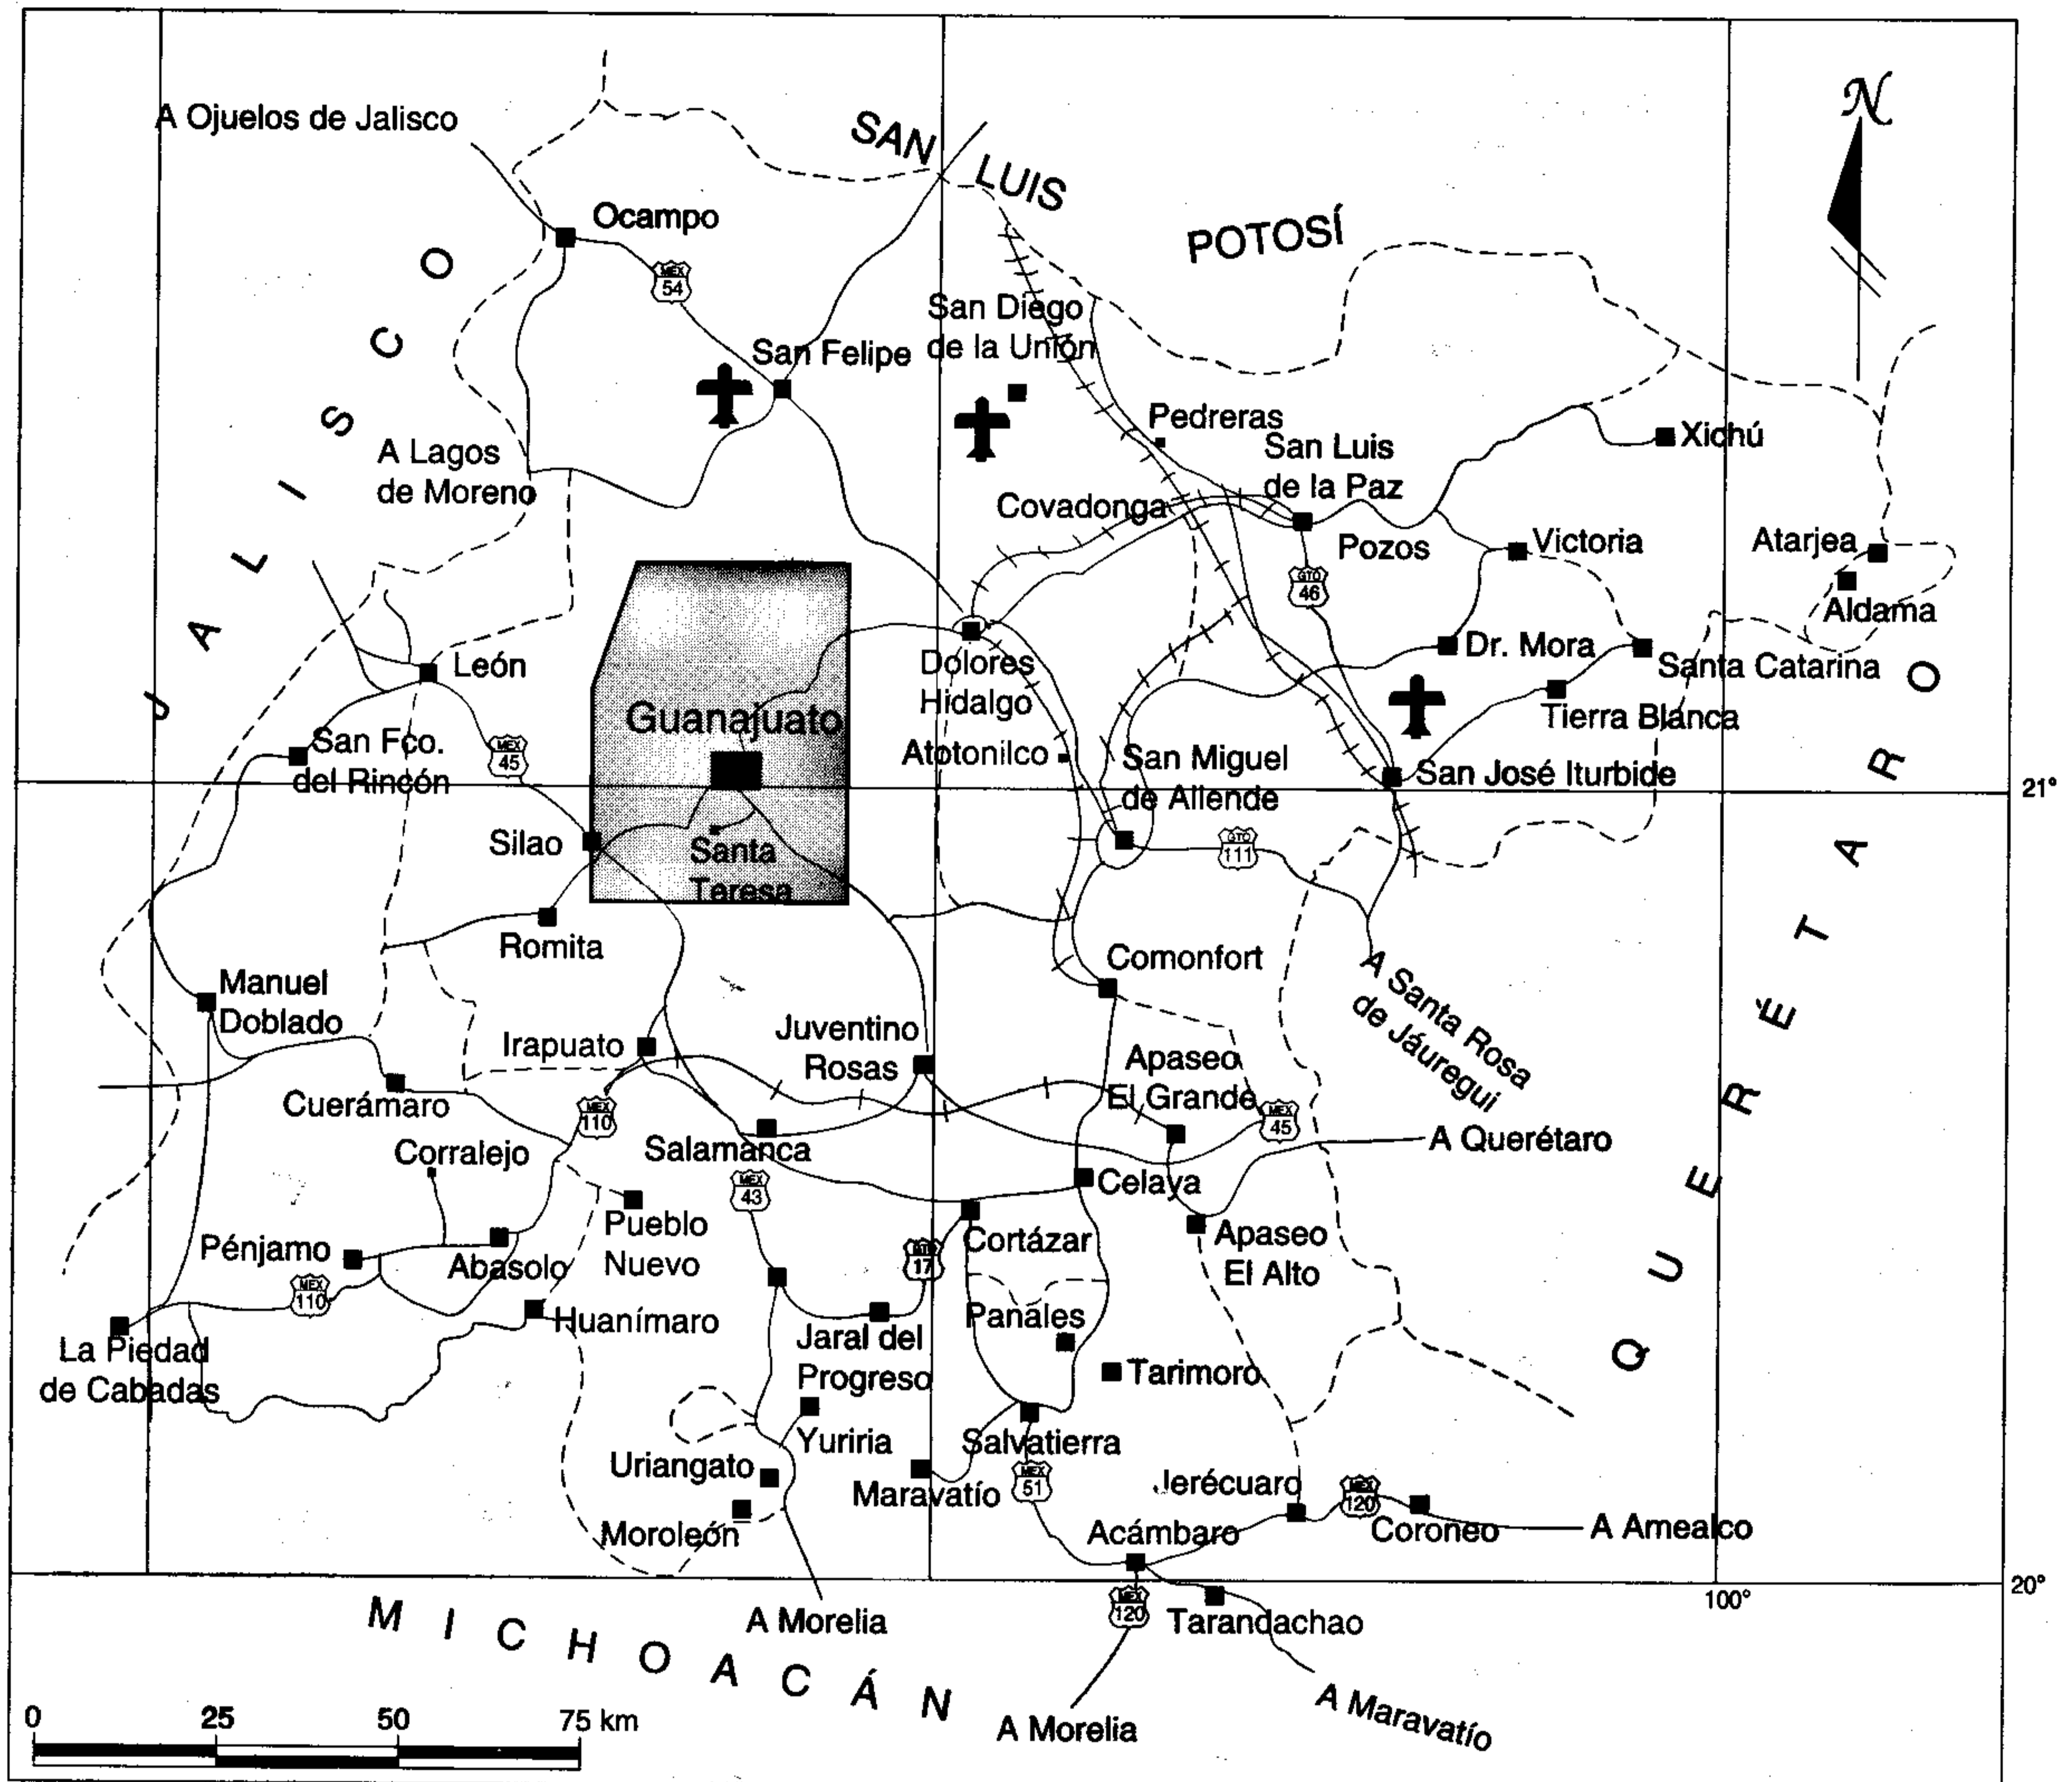 N
A Ojuelos de Jalisco
SAN LUIS POTOSÍ
JALISCO
Ocampo
MEX 54
San Diego
de la Unión
San Felipe
Pedreras
A Lagos
de Moreno
San Luis
de la Paz
Xichú
Covadonga
Pozos
Victoria
Atarjea
GTO 46
Aldama
León
Dolores
Hidalgo
Dr. Mora
Santa Catarina
Guanajuato
Tierra Blanca
San Fco.
del Rincón
MEX 45
Atotonilco
San Miguel
de Allende
San José Iturbide
21°
Silao
Santa
Teresa
GTO 111
QUERÉTARO
Romita
Comonfort
A Santa Rosa
de Jáuregui
Manuel
Doblado
Irapuato
Juventino
Rosas
Apaseo
El Grande
Cuerámaro
MEX 110
MEX 45
Corralejo
Salamanca
A Querétaro
MEX 43
Celaya
Pueblo
Nuevo
Pénjamo
Abasolo
Cortázar
Apaseo
El Alto
GTO 17
MEX 110
Huanímaro
Panales
La Piedad
de Cabadas
Jaral del
Progreso
Tarimoro
Yuriria
Salvatierra
Uriangato
Maravatío
MEX 51
Jerécuaro
MEX 120
Moroleón
Acámbaro
Coroneo
A Amealco
20°
100°
MICHOACÁN
A Morelia
MEX 120
Tarandachao
A Maravatío
A Morelia
0 25 50 75 km